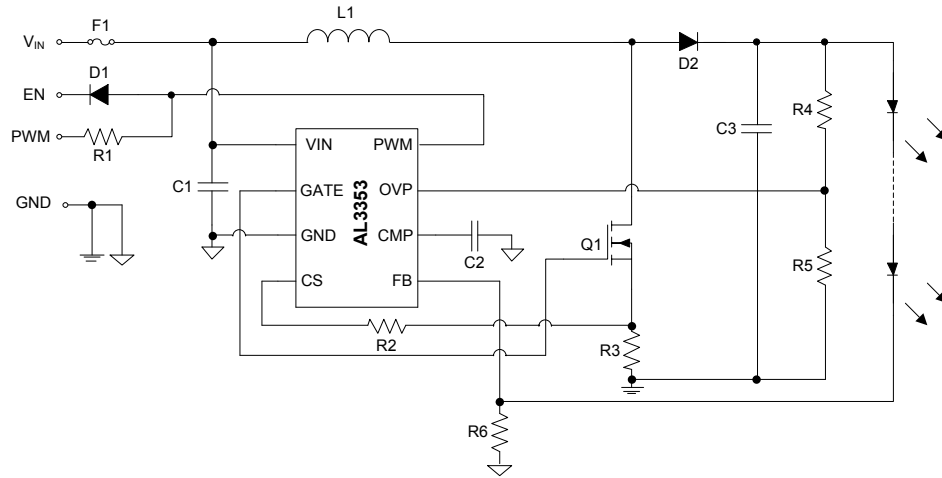 L1
F1
VIN
D1
D2
EN
R4
PWM
C3
R1
VIN
PWM
C1
GATE
OVP
GND
AL3353
GND
CMP
Q1
C2
R5
CS
FB
R2
R3
R6